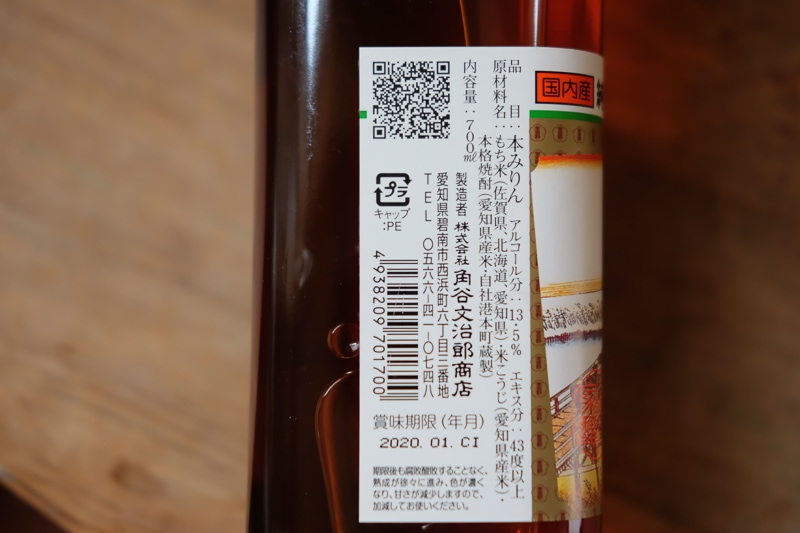 品　目：本みりん　アルコール分：13.5％　エキス分：43度以上
原材料名：もち米（佐賀県、北海道、愛知県）・米こうじ（愛知県産米）・
本格焼酎（愛知県産米・自社港本町蔵製）
内容量：700㎖
製造者　株式会社　角谷文治郎商店
愛知県碧南市西浜町六丁目三番地
ＴＥＬ　〇五六六―四一―〇七四八
プラ
キャップ
：PE
4938209701700
賞味期限（年月）
2020. 01. CI
期限後も腐敗酸敗することなく、
熟成が徐々に進み、色が濃く
なり、甘さが減少しますので、
加減してお使いください。
国内産